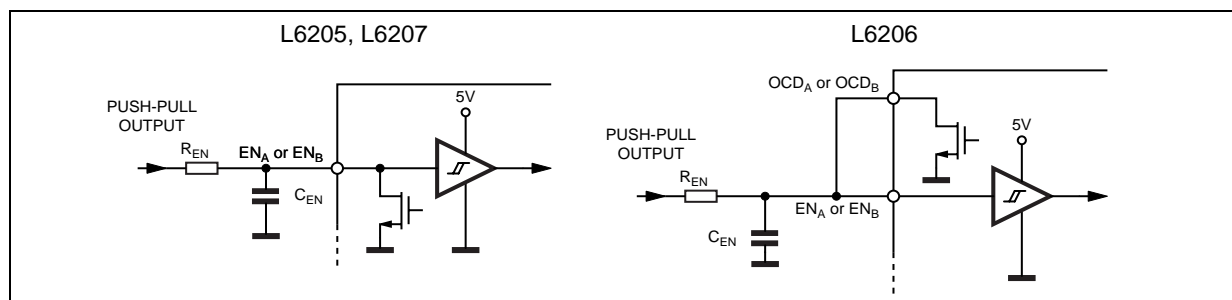 L6205, L6207
PUSH-PULL
OUTPUT
R_EN
EN_A or EN_B
C_EN
5V
L6206
OCD_A or OCD_B
PUSH-PULL
OUTPUT
R_EN
EN_A or EN_B
C_EN
5V